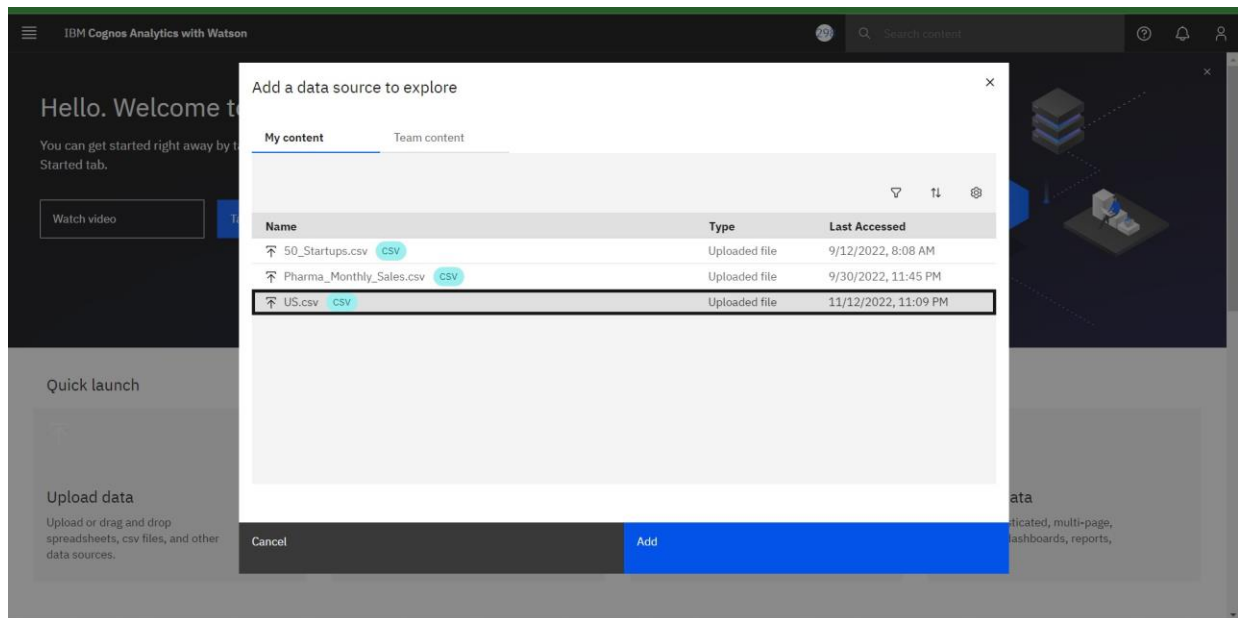 IBM Cognos Analytics with Watson
Search content
Hello. Welcome t
You can get started right away by t
Started tab.
Watch video
Add a data source to explore
My content Team content
Name Type Last Accessed
50_Startups.csv CSV Uploaded file 9/12/2022, 8:08 AM
Pharma_Monthly_Sales.csv CSV Uploaded file 9/30/2022, 11:45 PM
US.csv CSV Uploaded file 11/12/2022, 11:09 PM
Cancel Add
Quick launch
Upload data
Upload or drag and drop
spreadsheets, csv files, and other
data sources.
ata
ticated, multi-page,
dashboards, reports,